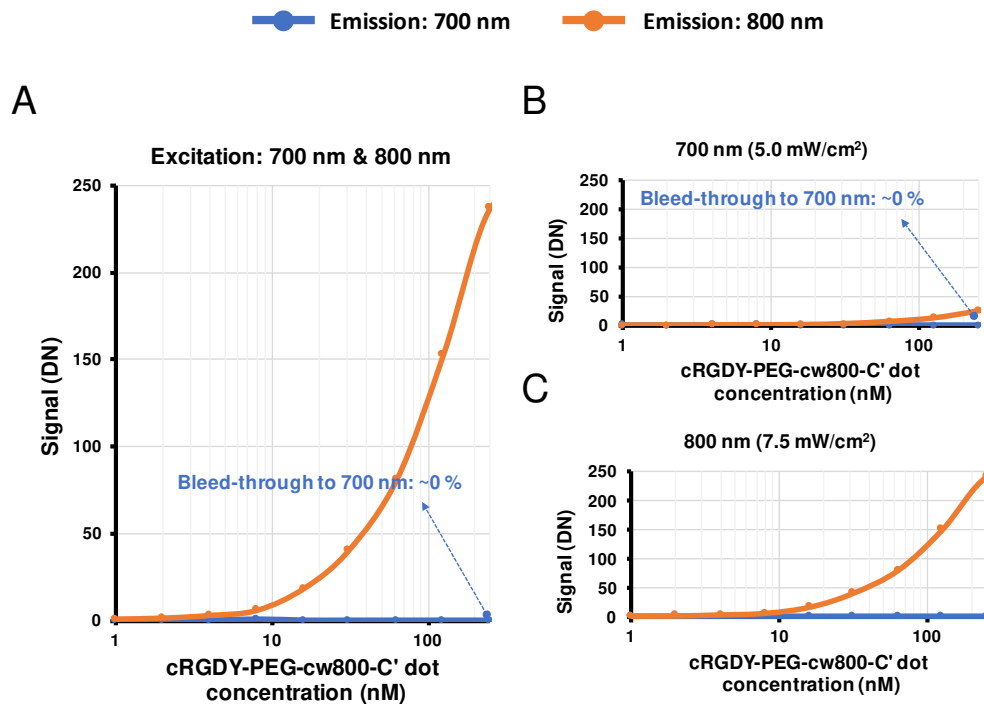 Emission: 700 nm
Emission: 800 nm
A
Excitation: 700 nm & 800 nm
250
200
150
100
50
0
Signal (DN)
Bleed-through to 700 nm: ~0 %
1
10
100
cRGDY-PEG-cw800-C' dot
concentration (nM)
B
700 nm (5.0 mW/cm²)
250
200
150
100
50
0
Signal (DN)
Bleed-through to 700 nm: ~0 %
1
10
100
cRGDY-PEG-cw800-C' dot
concentration (nM)
C
800 nm (7.5 mW/cm²)
250
200
150
100
50
0
Signal (DN)
1
10
100
cRGDY-PEG-cw800-C' dot
concentration (nM)